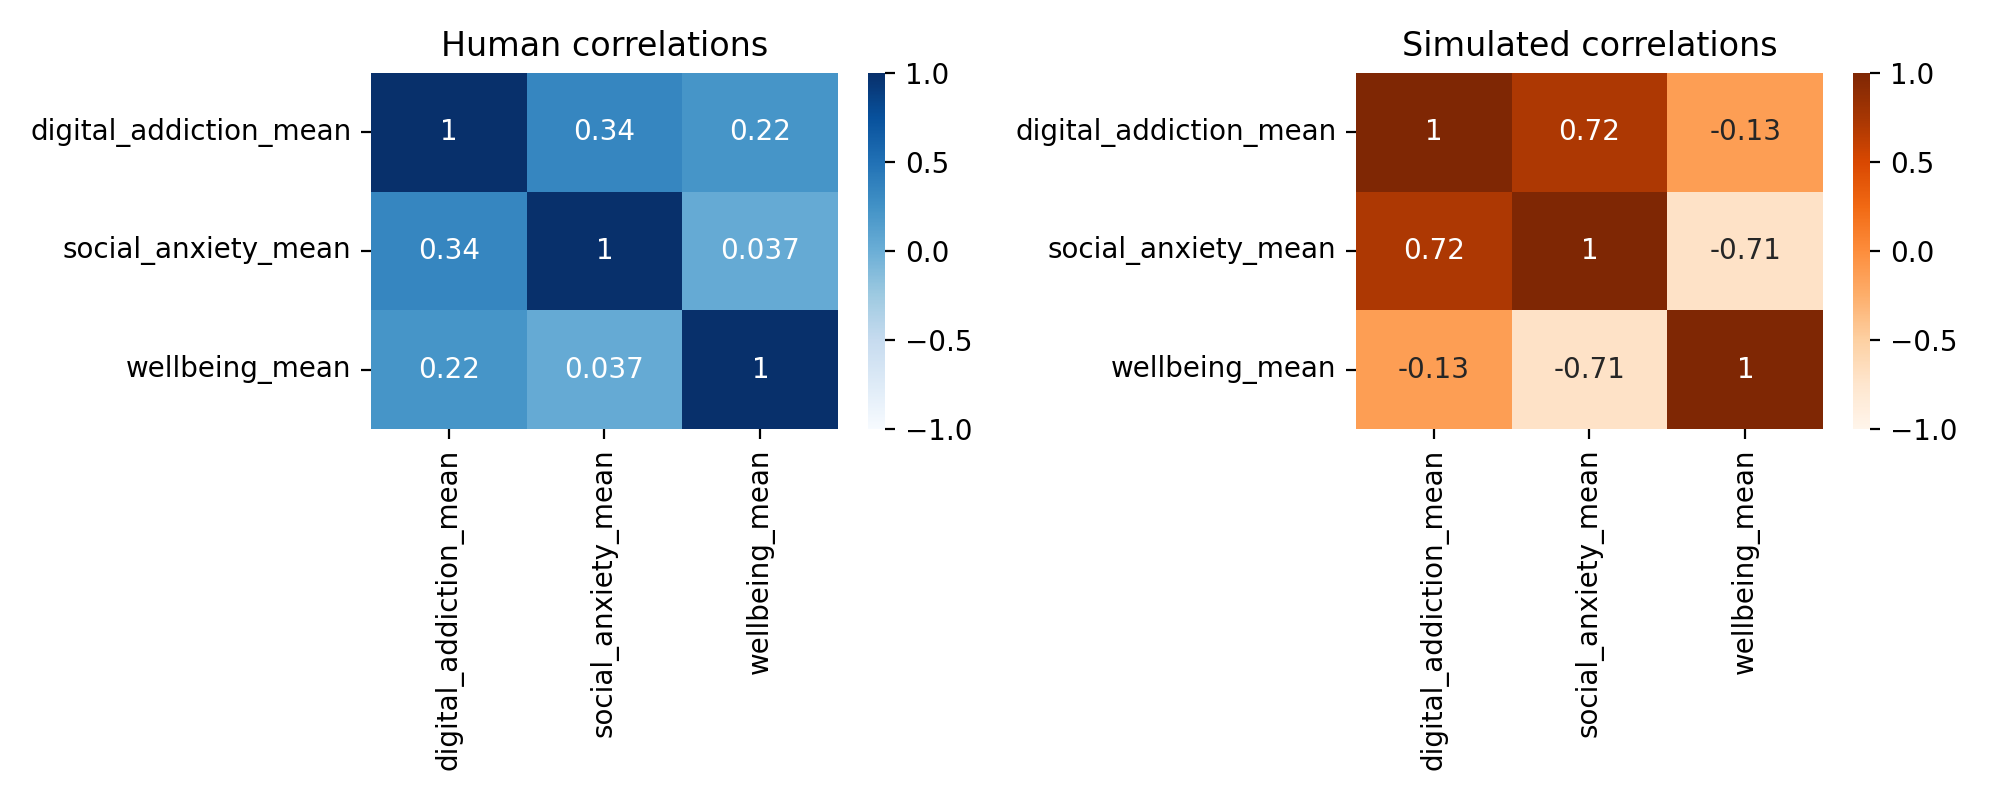 Human correlations
digital_addiction_mean
social_anxiety_mean
wellbeing_mean
1 0.34 0.22
0.34 1 0.037
0.22 0.037 1
1.0
0.5
0.0
−0.5
−1.0
digital_addiction_mean
social_anxiety_mean
wellbeing_mean
Simulated correlations
digital_addiction_mean
social_anxiety_mean
wellbeing_mean
1 0.72 -0.13
0.72 1 -0.71
-0.13 -0.71 1
1.0
0.5
0.0
−0.5
−1.0
digital_addiction_mean
social_anxiety_mean
wellbeing_mean